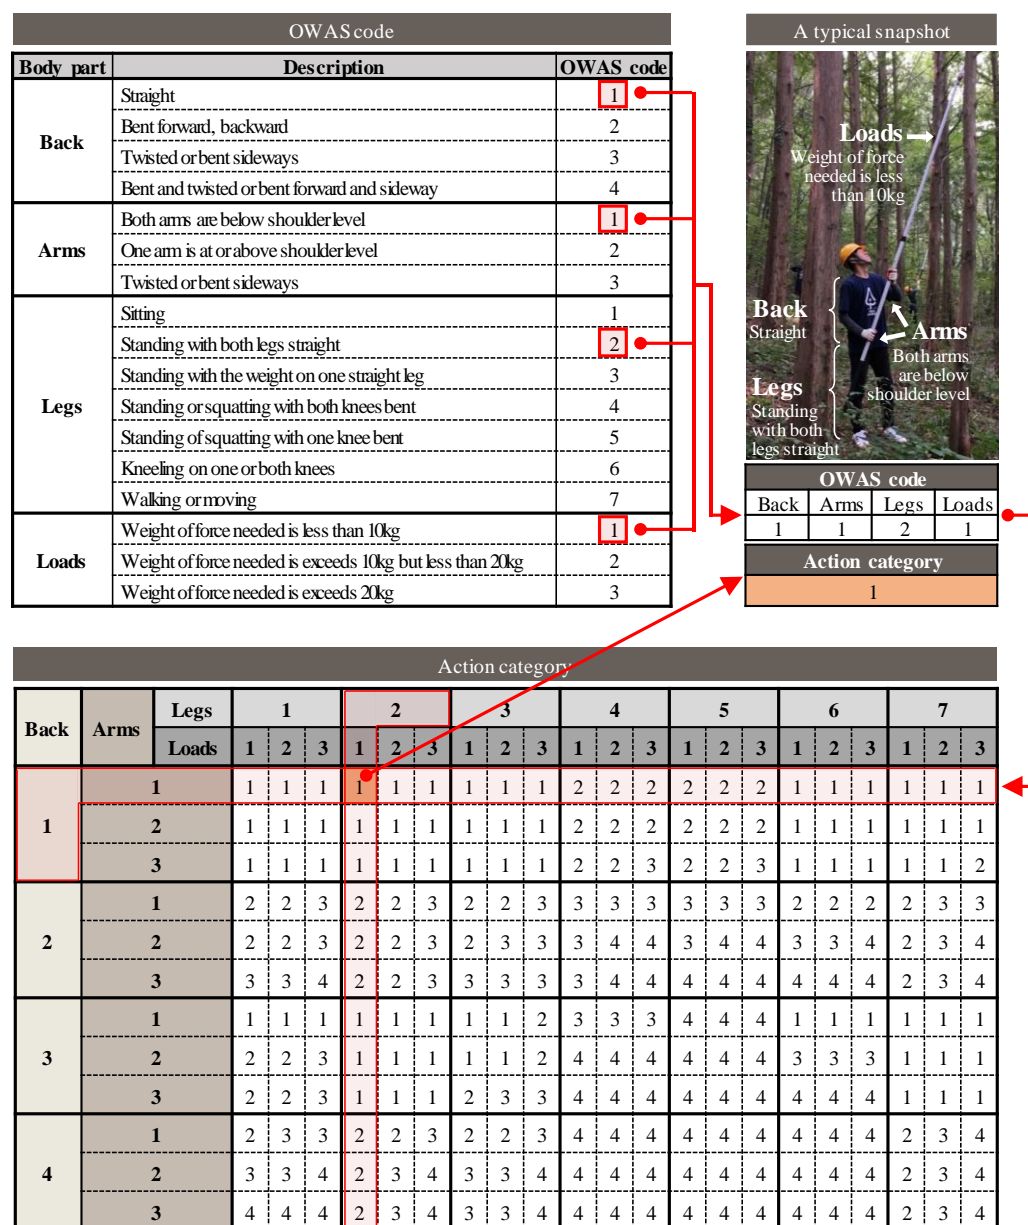 OWAS code
Body part Description OWAS code
Back
Straight 1
Bent forward, backward 2
Twisted or bent sideways 3
Bent and twisted or bent forward and sideway 4
Arms
Both arms are below shoulder level 1
One arm is at or above shoulder level 2
Twisted or bent sideways 3
Legs
Sitting 1
Standing with both legs straight 2
Standing with the weight on one straight leg 3
Standing or squatting with both knees bent 4
Standing of squatting with one knee bent 5
Kneeling on one or both knees 6
Walking or moving 7
Loads
Weight of force needed is less than 10kg 1
Weight of force needed is exceeds 10kg but less than 20kg 2
Weight of force needed is exceeds 20kg 3
A typical snapshot
Loads
Weight of force
needed is less
than 10kg
Back
Straight
Arms
Both arms
are below
shoulder level
Legs
Standing
with both
legs straight
OWAS code
Back Arms Legs Loads
1 1 2 1
Action category
1
Action category
Back Arms Legs 1 2 3 4 5 6 7
Loads 1 2 3 1 2 3 1 2 3 1 2 3 1 2 3 1 2 3 1 2 3
1
1 1 1 1 1 1 1 1 1 1 2 2 2 2 2 2 1 1 1 1 1 1
2 1 1 1 1 1 1 1 1 1 2 2 2 2 2 2 1 1 1 1 1 1
3 1 1 1 1 1 1 1 1 1 2 2 3 2 2 3 1 1 1 1 1 2
2
1 2 2 3 2 2 3 2 2 3 3 3 3 3 3 3 2 2 2 2 3 3
2 2 2 3 2 2 3 2 3 3 3 4 4 3 4 4 3 3 4 2 3 4
3 3 3 4 2 2 3 3 3 3 3 4 4 4 4 4 4 4 4 2 3 4
3
1 1 1 1 1 1 1 1 1 2 3 3 3 4 4 4 1 1 1 1 1 1
2 2 2 3 1 1 1 1 1 2 4 4 4 4 4 4 3 3 3 1 1 1
3 2 2 3 1 1 1 2 3 3 4 4 4 4 4 4 4 4 4 1 1 1
4
1 2 3 3 2 2 3 2 2 3 4 4 4 4 4 4 4 4 4 2 3 4
2 3 3 4 2 3 4 3 3 4 4 4 4 4 4 4 4 4 4 2 3 4
3 4 4 4 2 3 4 3 3 4 4 4 4 4 4 4 4 4 4 2 3 4